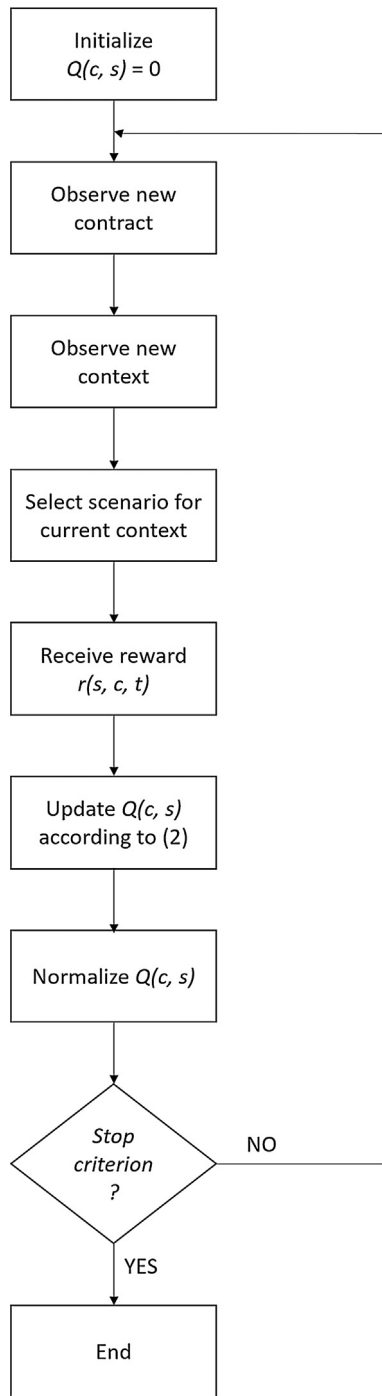 Initialize
Q(c, s) = 0
Observe new
contract
Observe new
context
Select scenario for
current context
Receive reward
r(s, c, t)
Update Q(c, s)
according to (2)
Normalize Q(c, s)
Stop
criterion
?
NO
YES
End